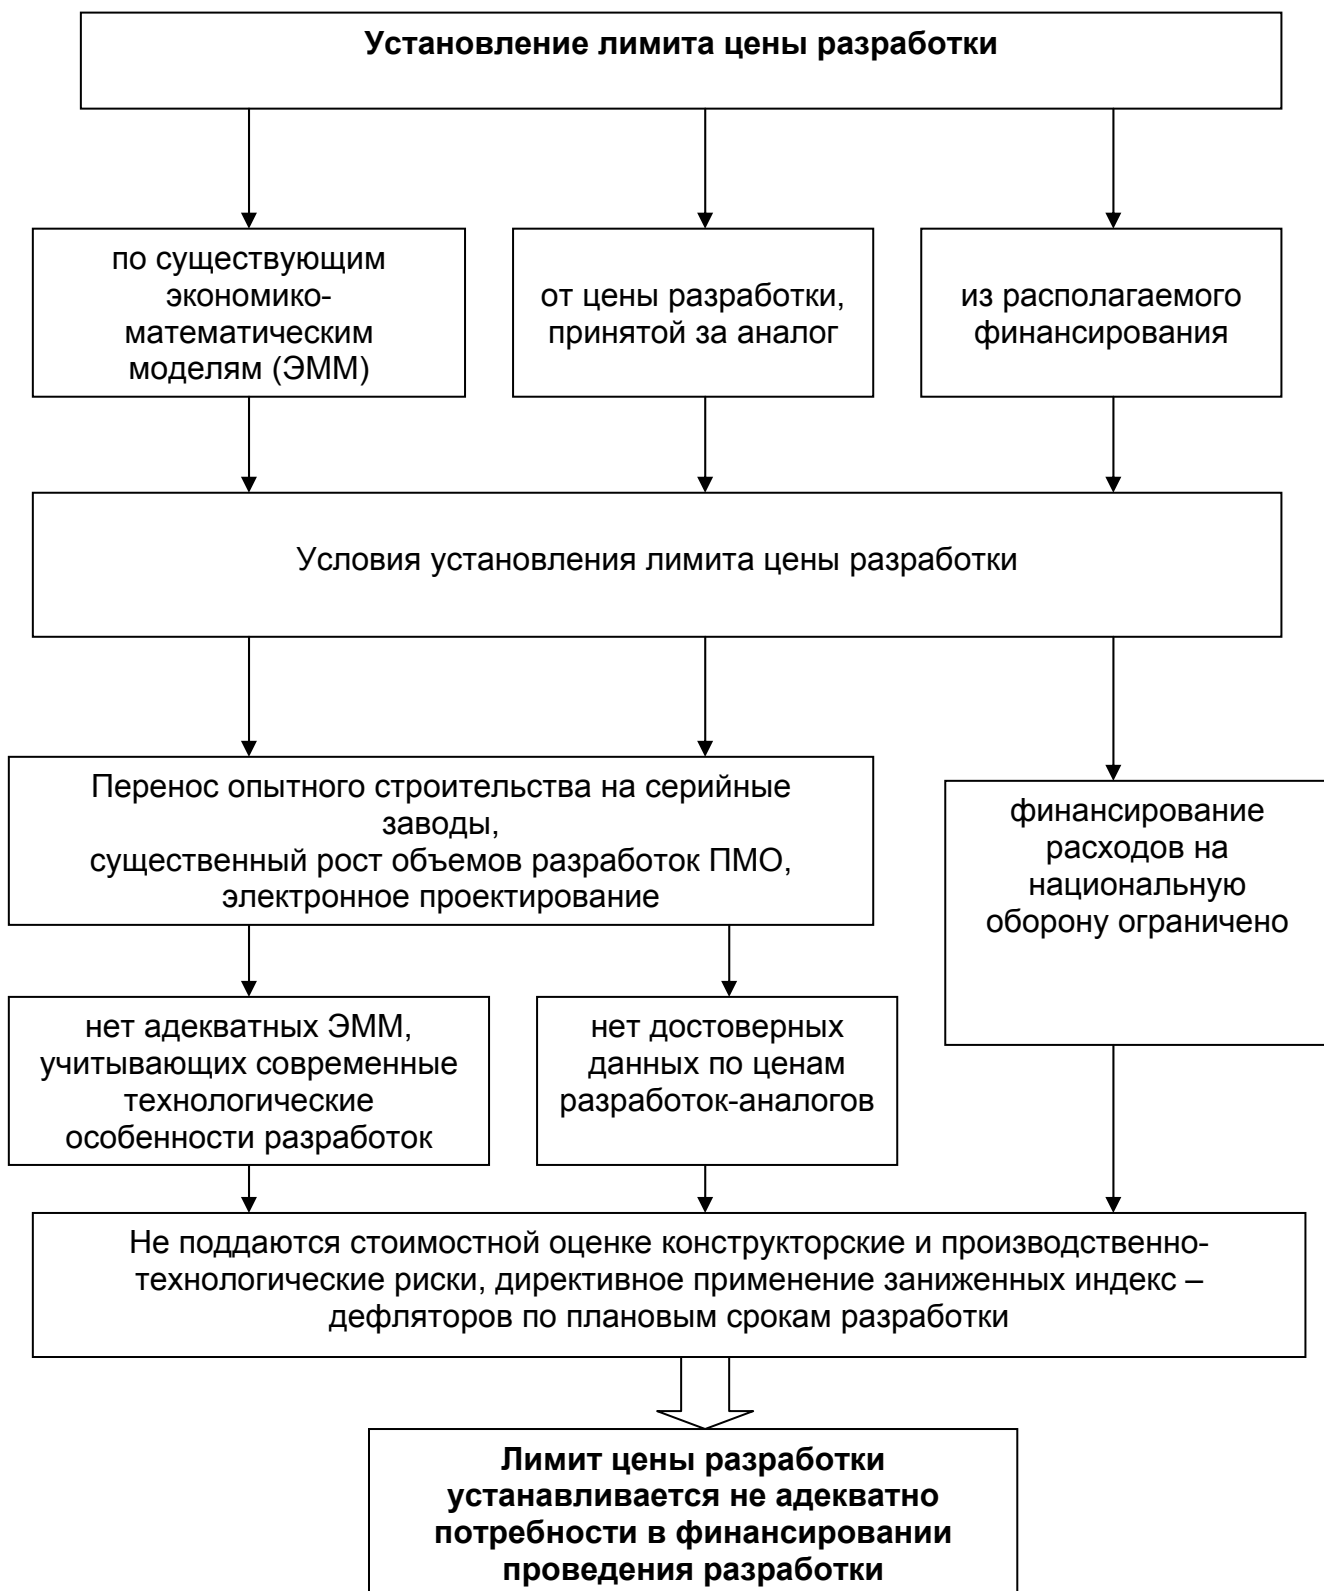 Установление лимита цены разработки
по существующим
экономико-
математическим
моделям (ЭММ)
от цены разработки,
принятой за аналог
из располагаемого
финансирования
Условия установления лимита цены разработки
Перенос опытного строительства на серийные
заводы,
существенный рост объемов разработок ПМО,
электронное проектирование
финансирование
расходов на
национальную
оборону ограничено
нет адекватных ЭММ,
учитывающих современные
технологические
особенности разработок
нет достоверных
данных по ценам
разработок-аналогов
Не поддаются стоимостной оценке конструкторские и производственно-
технологические риски, директивное применение заниженных индекс –
дефляторов по плановым срокам разработки
Лимит цены разработки
устанавливается не адекватно
потребности в финансировании
проведения разработки